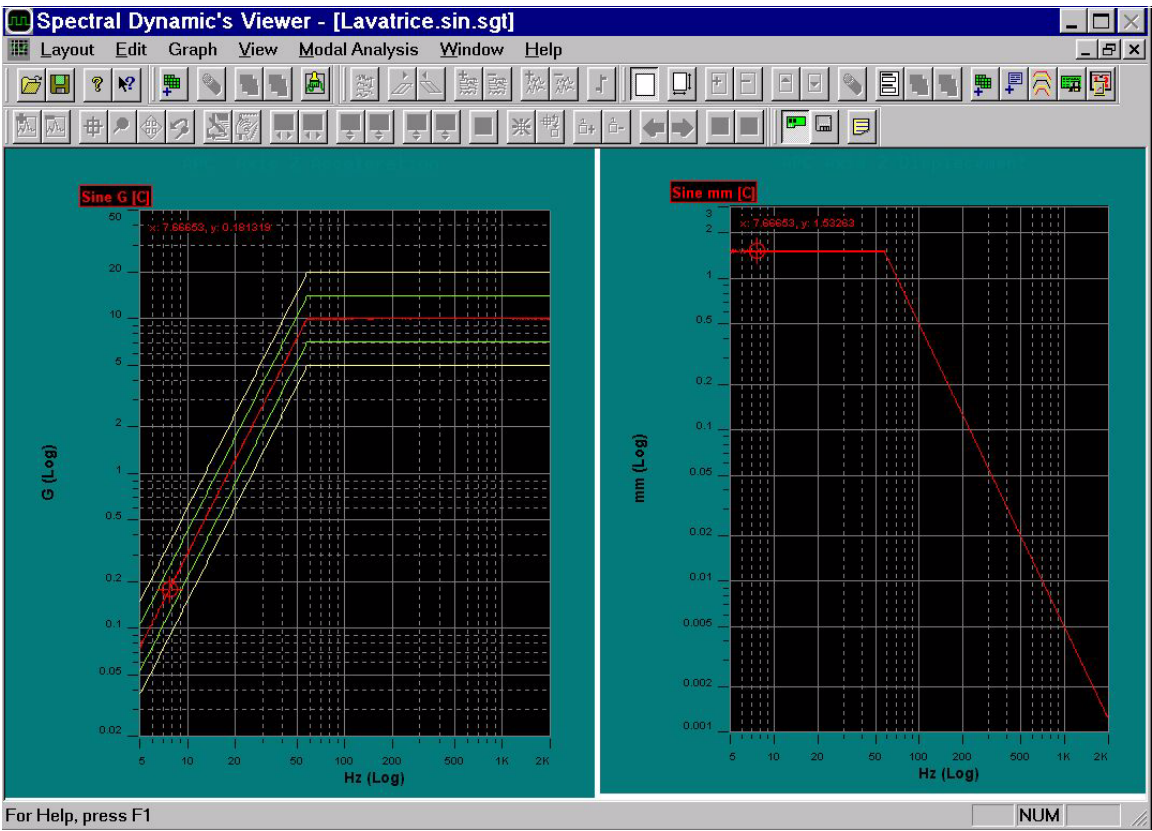 Spectral Dynamic's Viewer - [Lavatrice.sin.sgt]
Layout Edit Graph View Modal Analysis Window Help
Sine G [C]
x: 7.66653, y: 0.181319
50
20
10
5
2
1
0.5
0.2
0.1
0.05
0.02
G (Log)
5 10 20 50 100 200 500 1K 2K
Hz (Log)
Sine mm [C]
x: 7.66653, y: 1.53263
3
2
1
0.5
0.2
0.1
0.05
0.02
0.01
0.005
0.002
0.001
mm (Log)
5 10 20 50 100 200 500 1K 2K
Hz (Log)
For Help, press F1
NUM